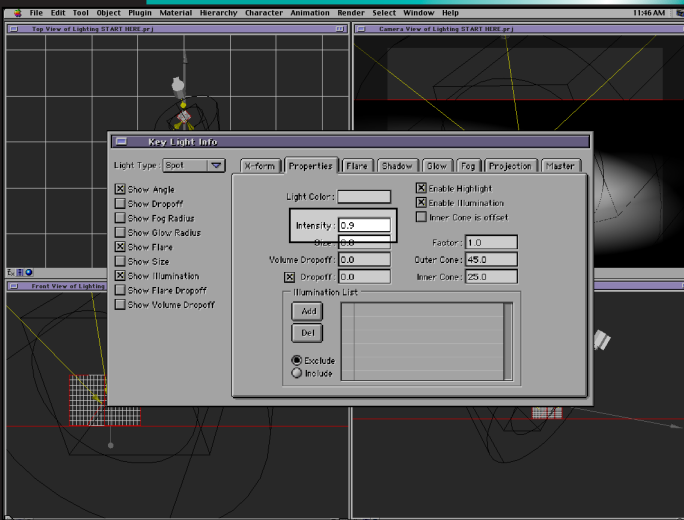 File Edit Tool Object Plugin Material Hierarchy Character Animation Render Select Window Help 11:46 AM
Top View of Lighting START HERE.prj
Camera View of Lighting START HERE.prj
Key Light Info
Light Type: Spot
X-form Properties Flare Shadow Glow Fog Projection Master
Show Angle
Show Dropoff
Show Fog Radius
Show Glow Radius
Show Flare
Show Size
Show Illumination
Show Flare Dropoff
Show Volume Dropoff
Light Color:
Enable Highlight
Enable Illumination
Inner Cone is offset
Intensity: 0.9
Size: 0.0
Factor: 1.0
Volume Dropoff: 0.0
Outer Cone: 45.0
Dropoff: 0.0
Inner Cone: 25.0
Illumination List
Add
Del
Exclude
Include
Front View of Lighting